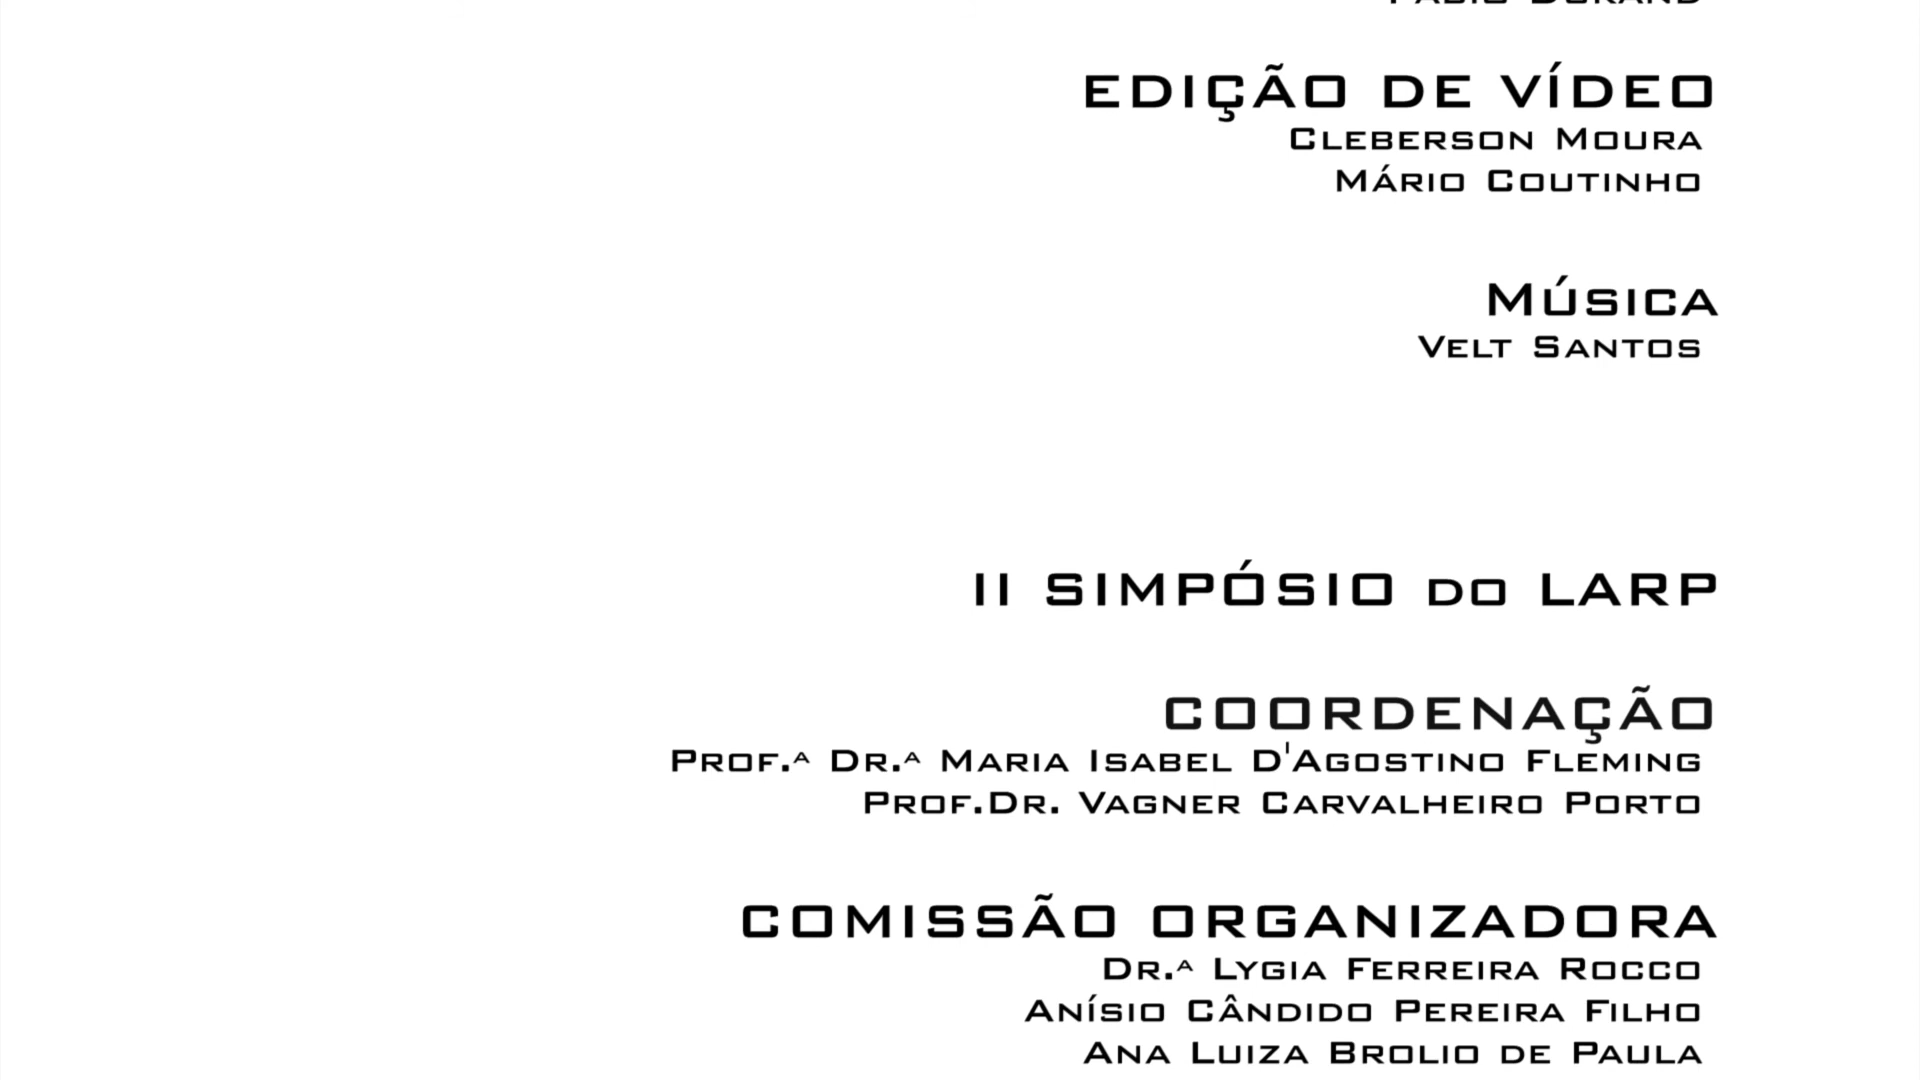 Fabio Durand
EDIÇÃO DE VÍDEO
Cleberson Moura
Mário Coutinho
Música
Velt Santos
II SIMPÓSIO do LARP
COORDENAÇÃO
Prof.ª Dr.ª Maria Isabel D'Agostino Fleming
Prof.Dr. Vagner Carvalheiro Porto
COMISSÃO ORGANIZADORA
Dr.ª Lygia Ferreira Rocco
Anísio Cândido Pereira Filho
Ana Luiza Brolio de Paula